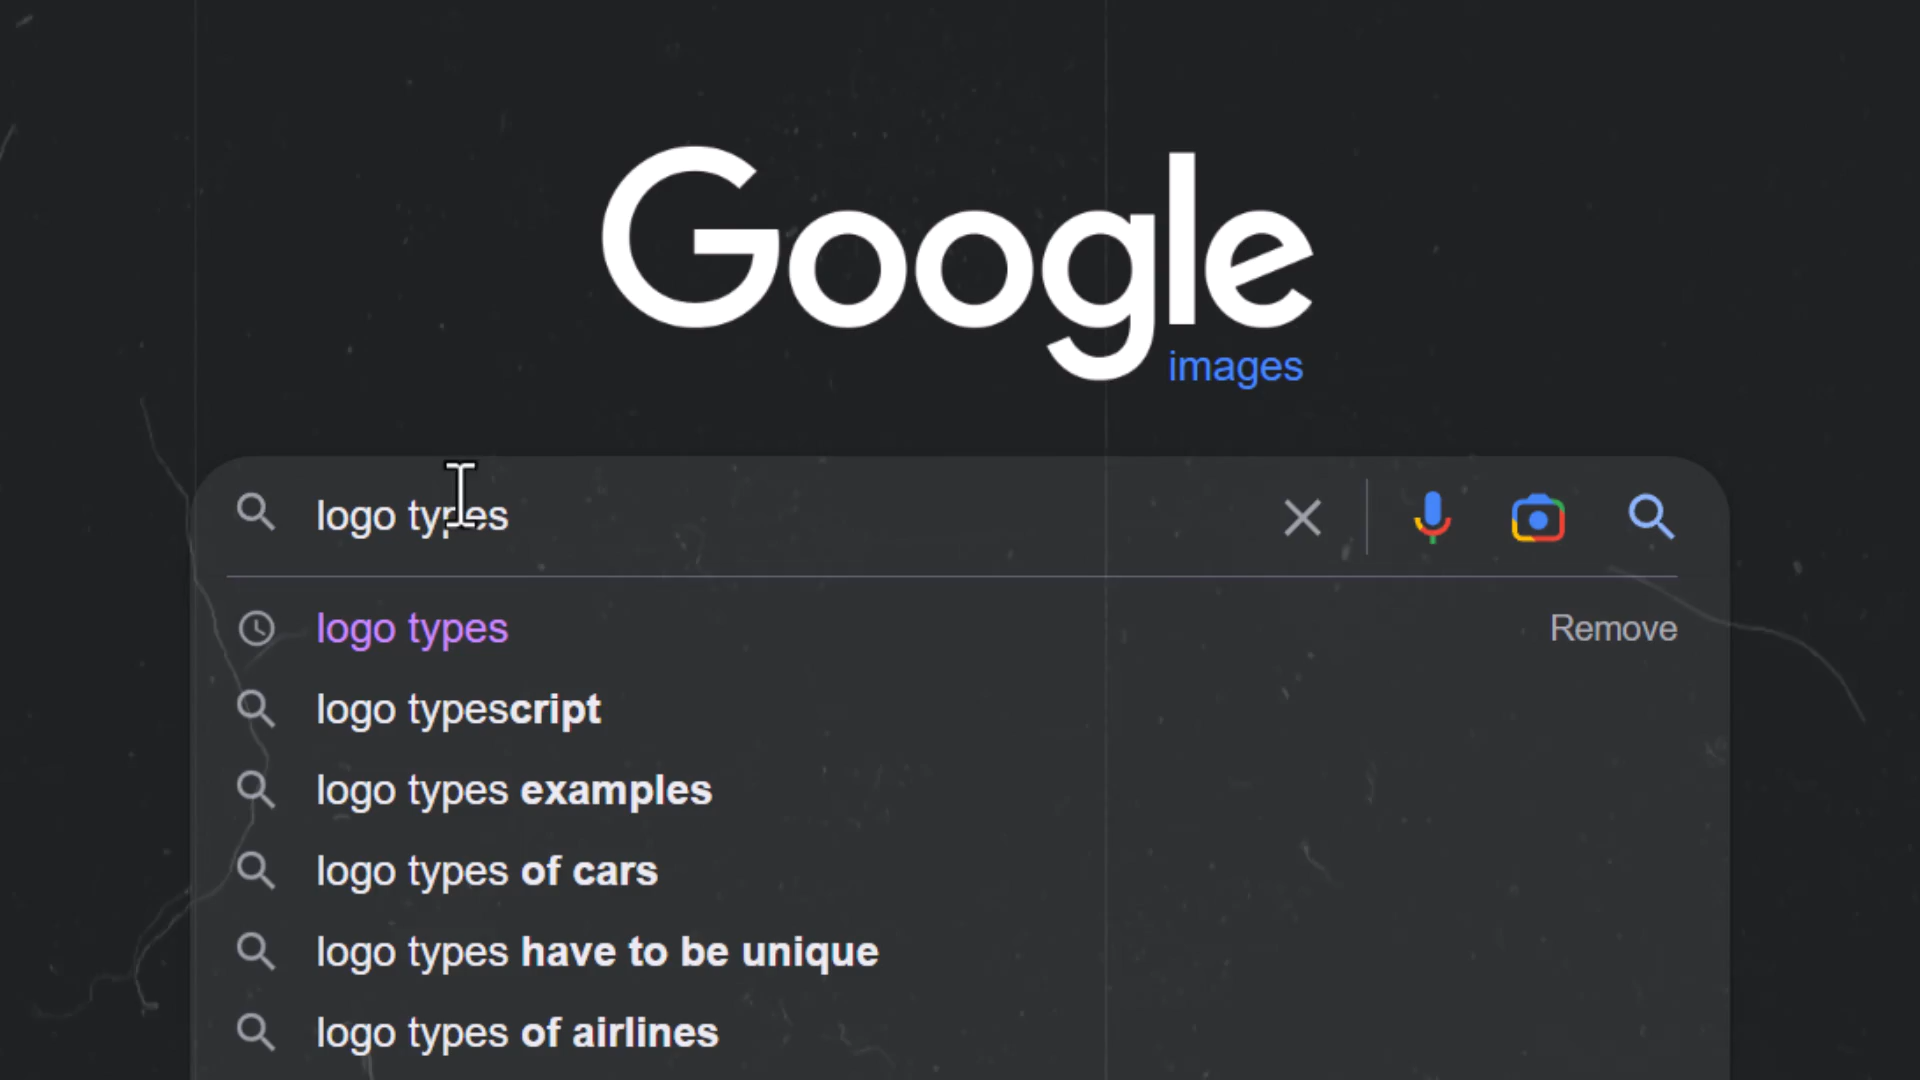 Google
images
logo types
logo types
Remove
logo typescript
logo types examples
logo types of cars
logo types have to be unique
logo types of airlines